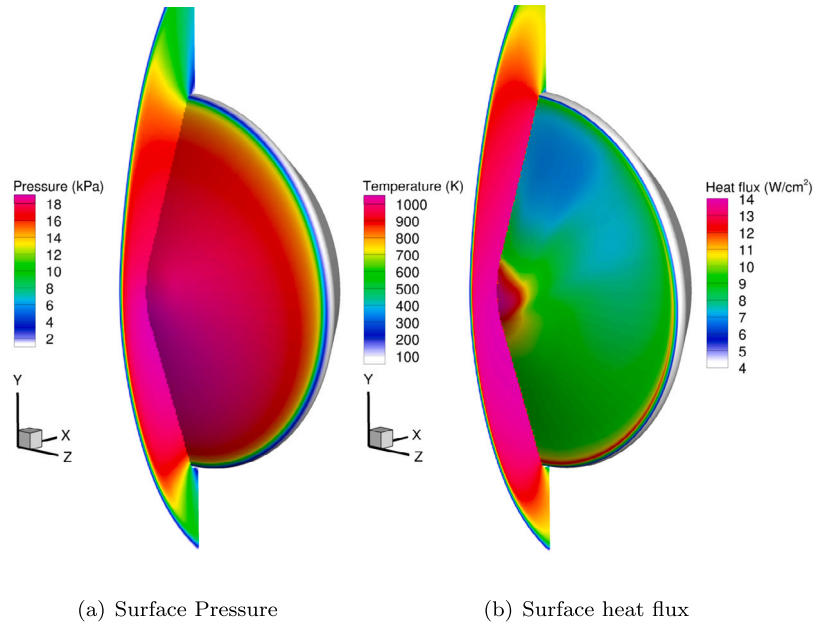 Pressure (kPa)
18
16
14
12
10
8
6
4
2
Y
X
Z
Temperature (K)
1000
900
800
700
600
500
400
300
200
100
Y
X
Z
Heat flux (W/cm²)
14
13
12
11
10
9
8
7
6
5
4
(a) Surface Pressure
(b) Surface heat flux